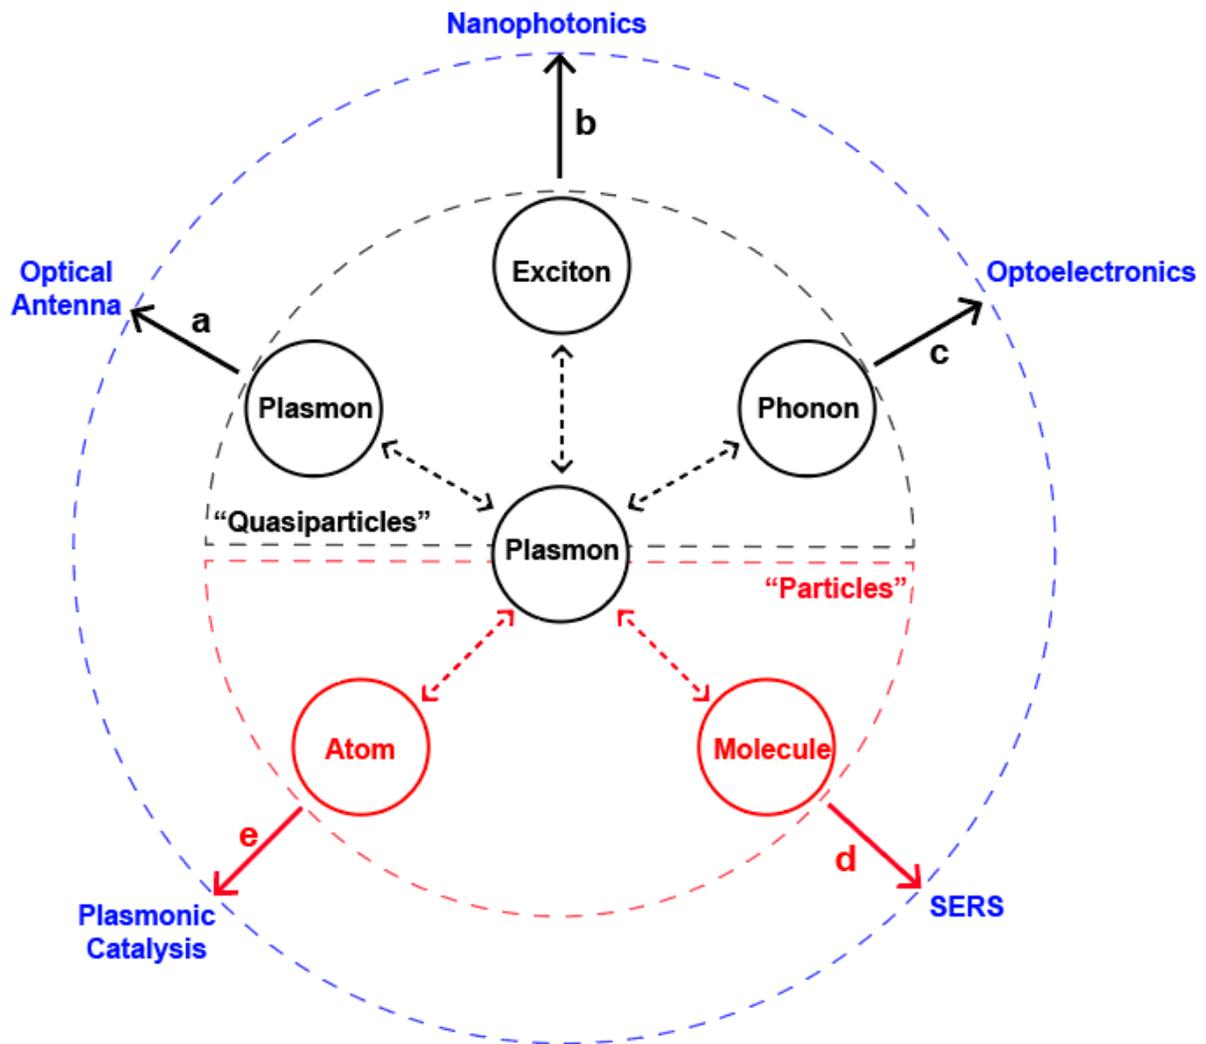 Nanophotonics
b
Exciton
Optical
Antenna
a
Optoelectronics
c
Plasmon
Phonon
“Quasiparticles”
Plasmon
“Particles”
Atom
Molecule
e
d
Plasmonic
Catalysis
SERS